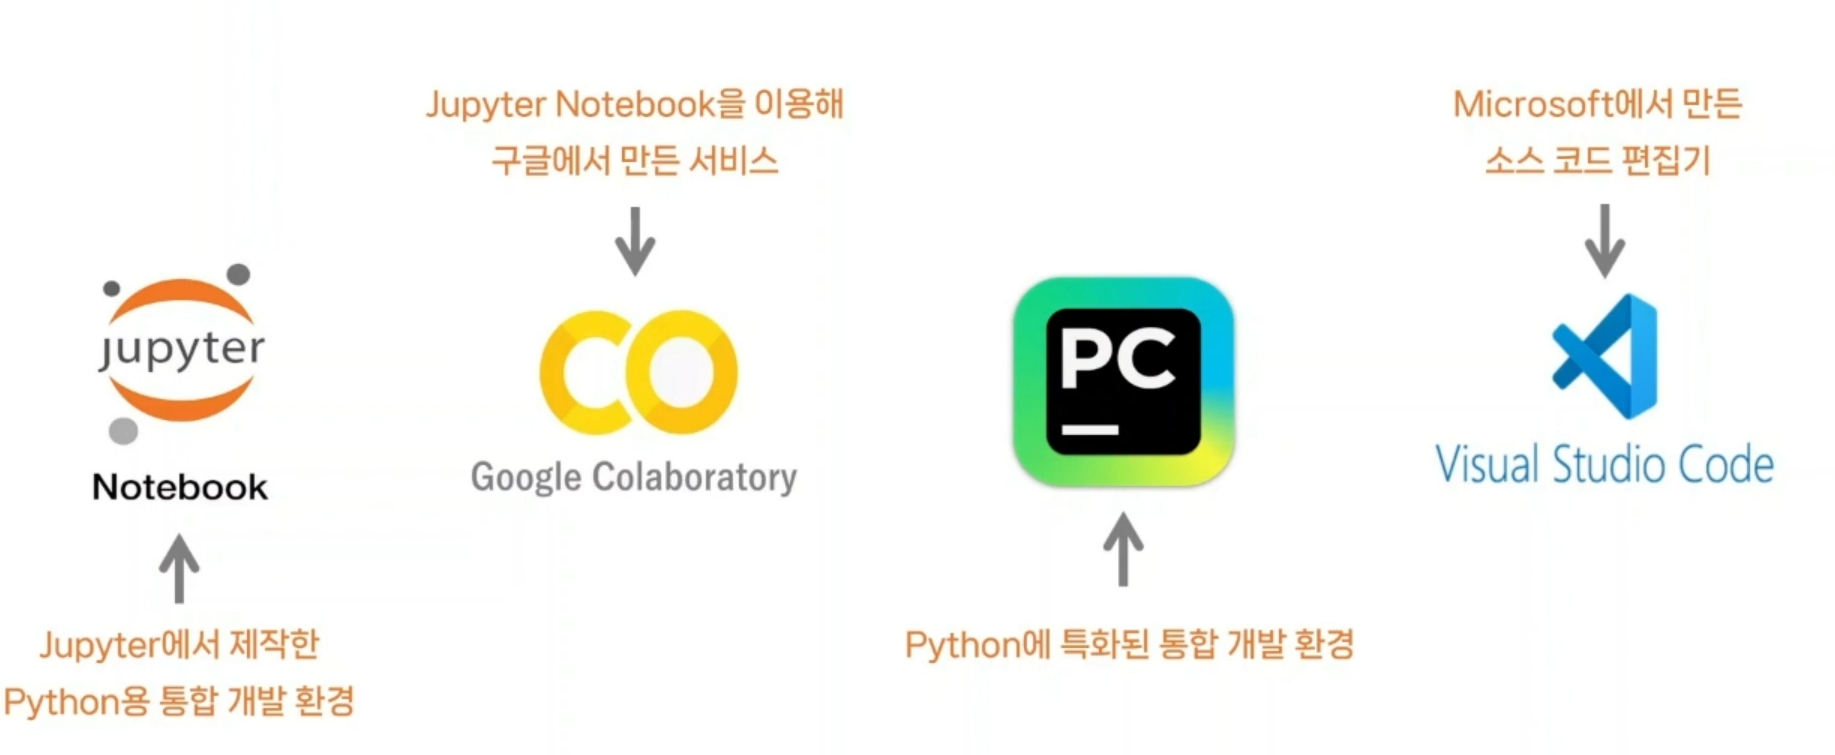 Jupyter Notebook을 이용해
구글에서 만든 서비스
Microsoft에서 만든
소스 코드 편집기
jupyter
Notebook
CO
Google Colaboratory
PC
Visual Studio Code
Jupyter에서 제작한
Python용 통합 개발 환경
Python에 특화된 통합 개발 환경